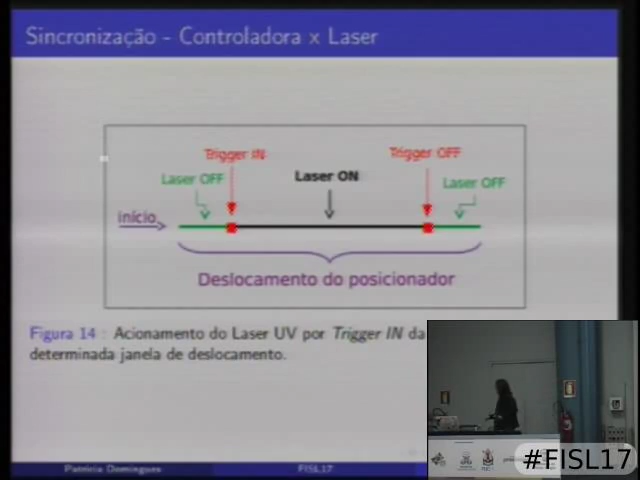 Sincronização - Controladora x Laser
Trigger IN
Trigger OFF
Laser OFF
Laser ON
Laser OFF
início
Deslocamento do posicionador
Figura 14 : Acionamento do Laser UV por Trigger IN da
determinada janela de deslocamento.
Patrícia Domingues
FISL17
#FISL17